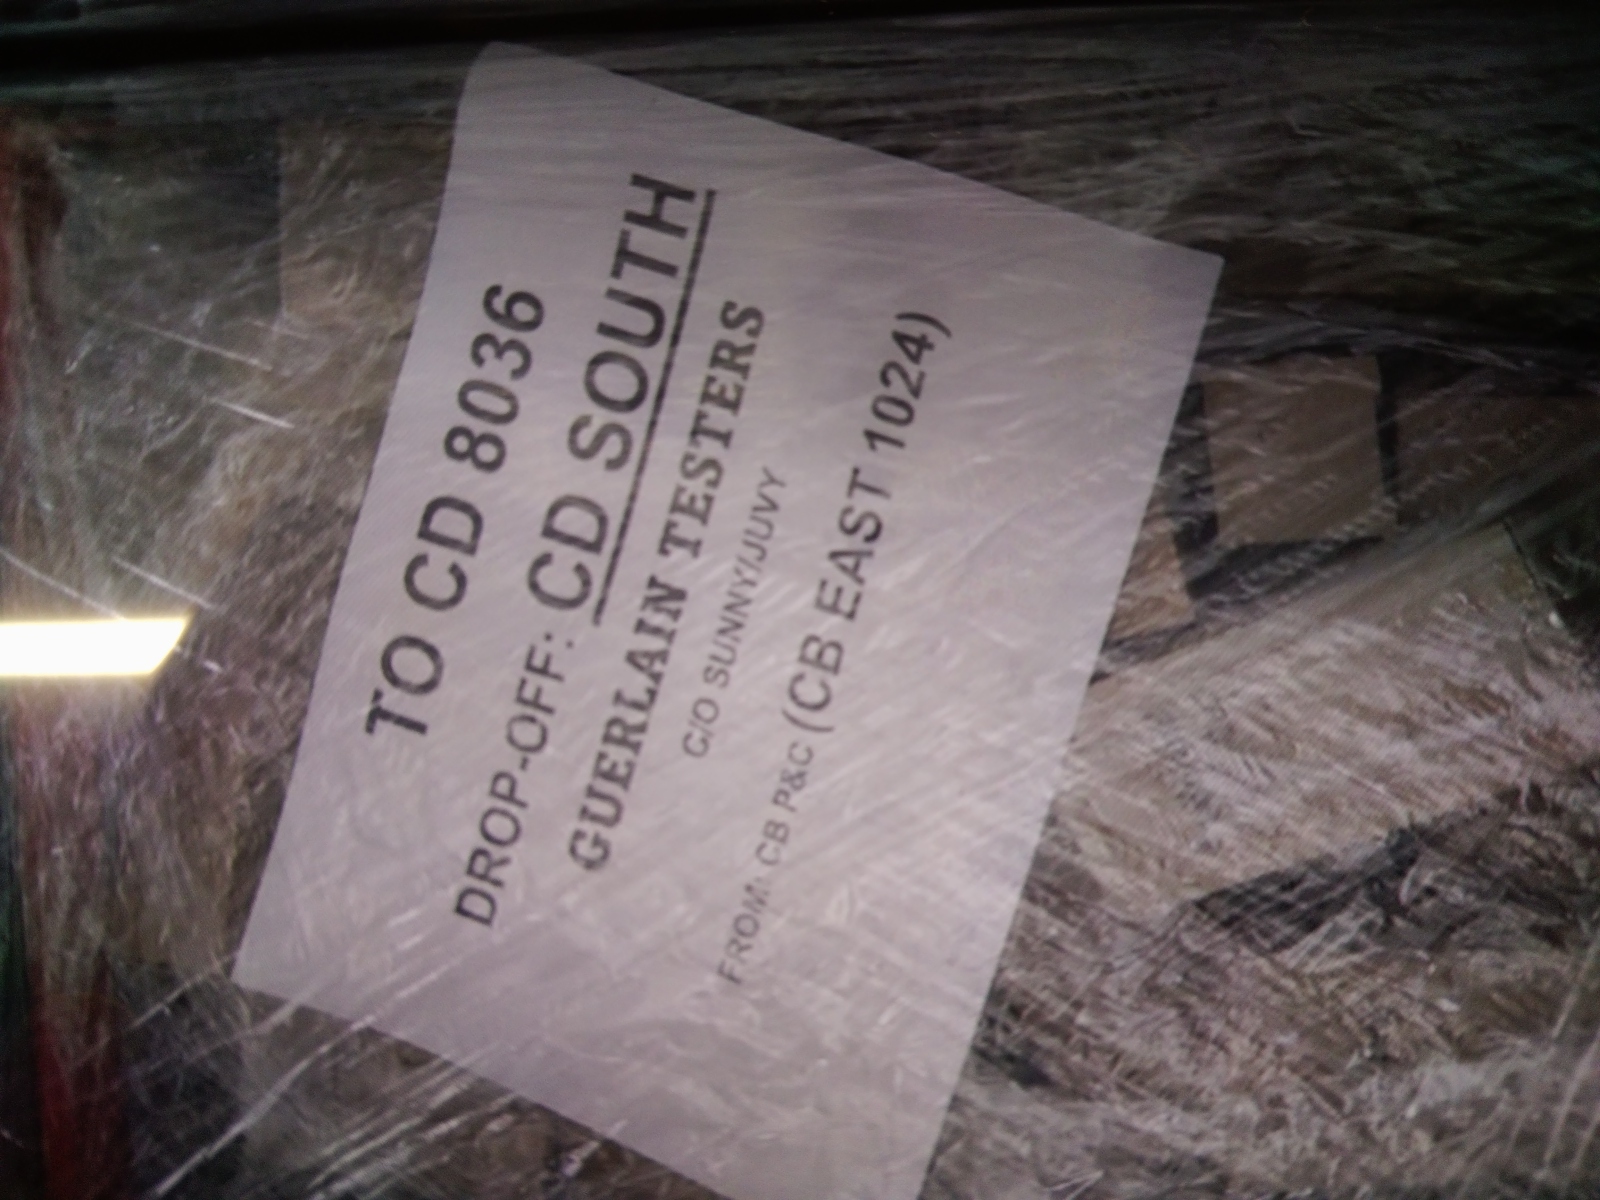 TO CD 8036
DROP-OFF: CD SOUTH
GUERLAIN TESTERS
C/O SUNNY/JUVY
FROM: CB P&C (CB EAST 1024)